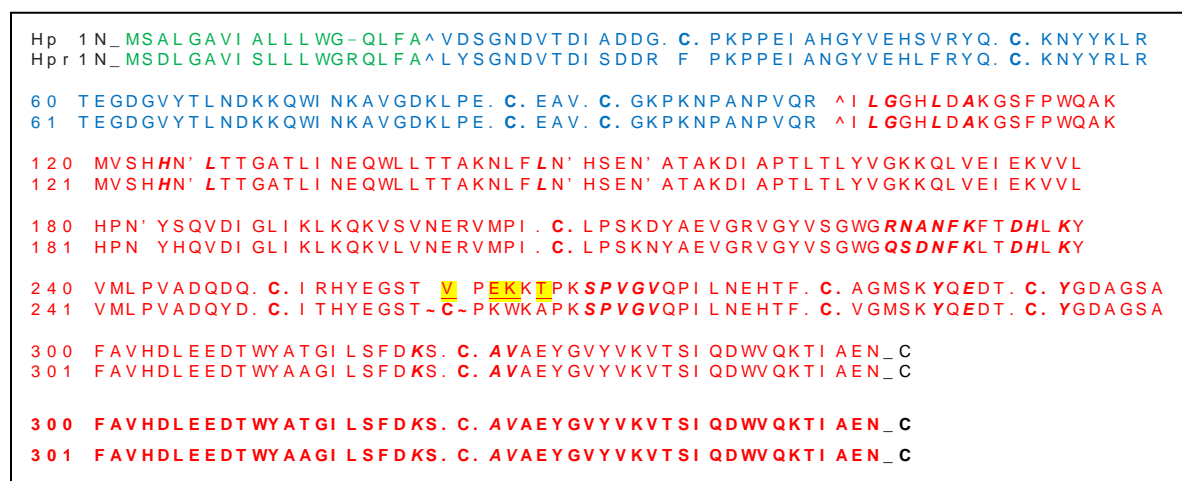 Hp 1N_MSALGAVIALLLWG-QLFA^VDSGNDVTDIADDG. C. PKPPEIAHGYVEHSVRYQ. C. KNYYKLR
Hpr1N_MSDLGAVISLLLWGRQLFA^LYSGNDVTDISDDR F PKPPEIANGYVEHLFRYQ. C. KNYYRLR
60 TEGDGVYTLNDKKQWINKAVGDKLPE. C. EAV. C. GKPKNPANPVQR ^ILGGHLDAKGSFPWQAK
61 TEGDGVYTLNDKKQWINKAVGDKLPE. C. EAV. C. GKPKNPANPVQR ^ILGGHLDAKGSFPWQAK
120 MVSHHN' LTTGATLINEQWLLTTAKNLFLN' HSEN' ATAKDIAPTLTLYVGKKQLVEIEKVVL
121 MVSHHN' LTTGATLINEQWLLTTAKNLFLN' HSEN' ATAKDIAPTLTLYVGKKQLVEIEKVVL
180 HPN' YSQVDIGLIKLKQKVSVNERVMPI. C. LPSKDYAEVGRVGYVSGWGRNANFKFTDHLKY
181 HPN YHQVDIGLIKLKQKVLVNERVMPI. C. LPSKNYAEVGRVGYVSGWGQSDNFKLTDHLKY
240 VMLPVADQDQ. C. IRHYEGST V PEKKTPKSPVGVQPILNEHTF. C. AGMSKYQEDT. C. YGDAGSA
241 VMLPVADQYD. C. ITHYEGST~C~PKWKAPKSPVGVQPILNEHTF. C. VGMSKYQEDT. C. YGDAGSA
300 FAVHDLEEDTWYATGILSFDKS. C. AVAEYGVYVKVTSIQDWVQKTIAEN_C
301 FAVHDLEEDTWYAAGILSFDKS. C. AVAEYGVYVKVTSIQDWVQKTIAEN_C
300 FAVHDLEEDTWYATGILSFDKS. C. AVAEYGVYVKVTSIQDWVQKTIAEN_C
301 FAVHDLEEDTWYAAGILSFDKS. C. AVAEYGVYVKVTSIQDWVQKTIAEN_C